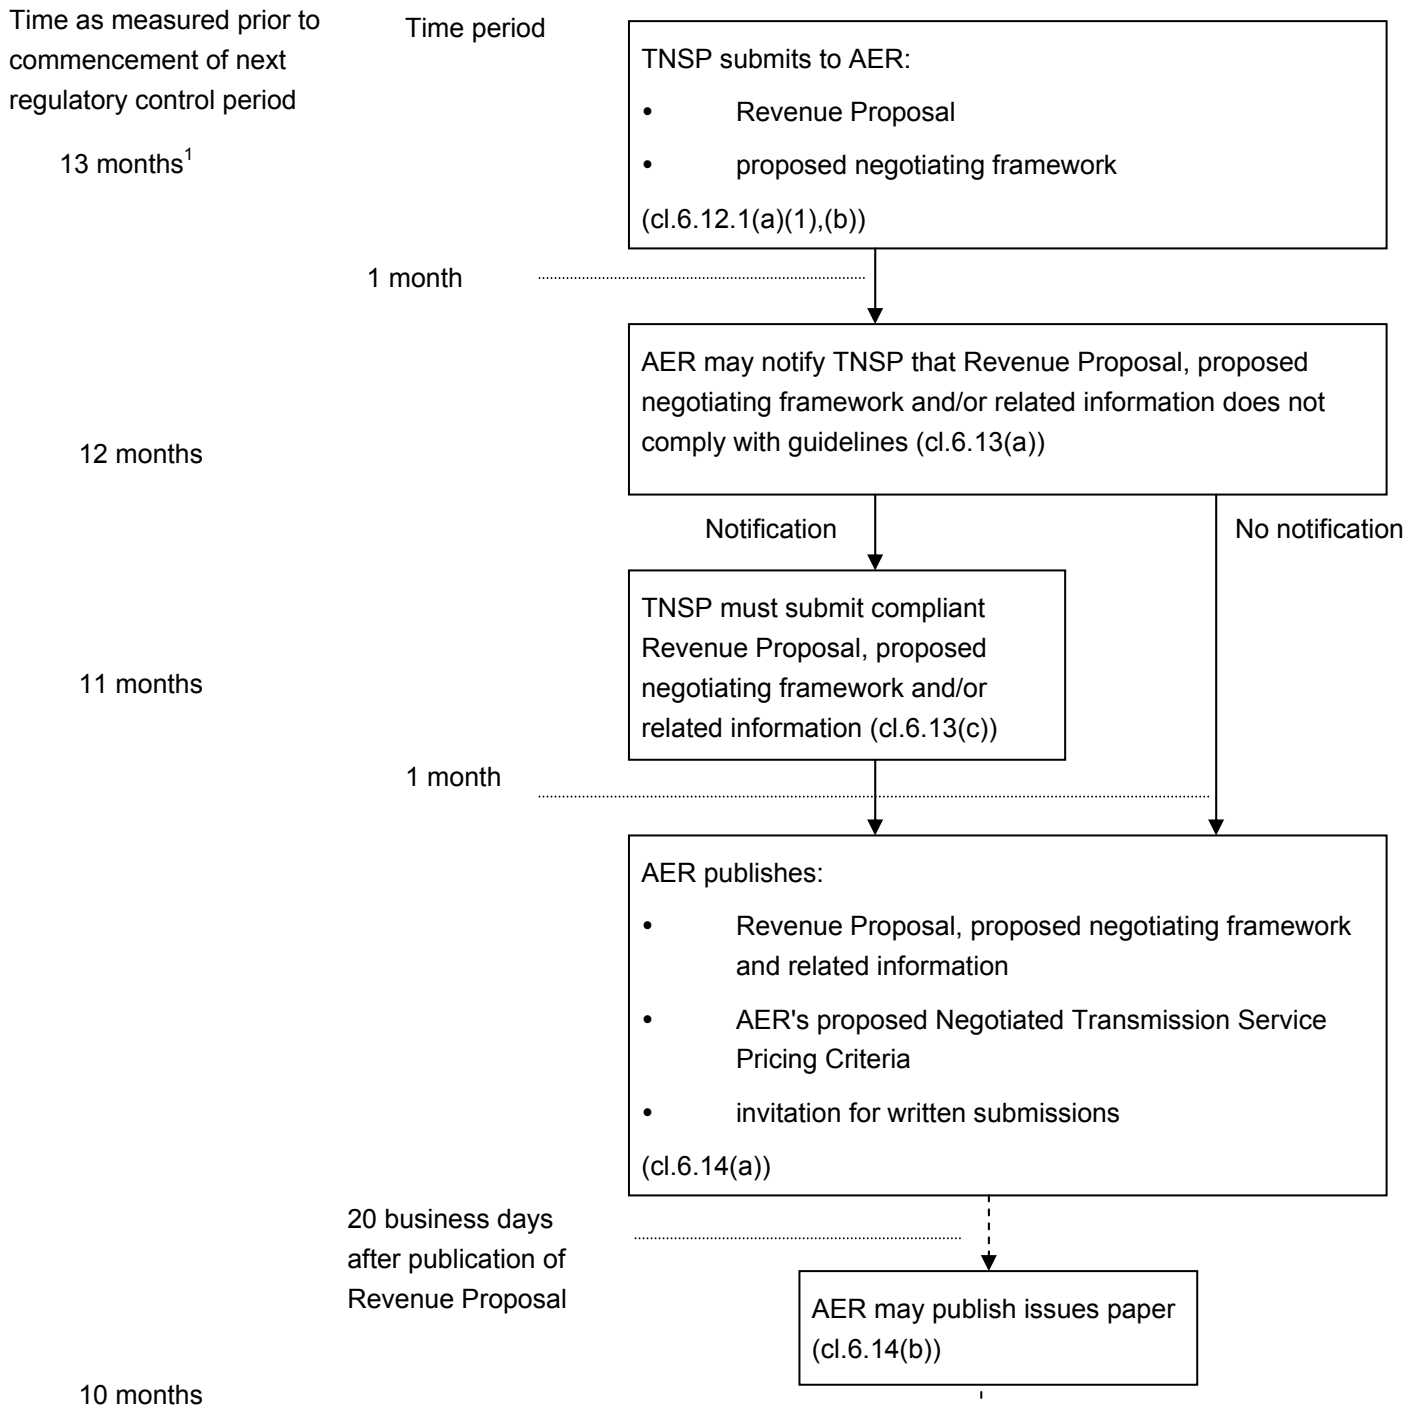 Time as measured prior to
commencement of next
regulatory control period
Time period
13 months1
TNSP submits to AER:
• Revenue Proposal
• proposed negotiating framework
(cl.6.12.1(a)(1),(b))
1 month
12 months
AER may notify TNSP that Revenue Proposal, proposed
negotiating framework and/or related information does not
comply with guidelines (cl.6.13(a))
Notification
No notification
11 months
TNSP must submit compliant
Revenue Proposal, proposed
negotiating framework and/or
related information (cl.6.13(c))
1 month
AER publishes:
• Revenue Proposal, proposed negotiating framework
and related information
• AER's proposed Negotiated Transmission Service
Pricing Criteria
• invitation for written submissions
(cl.6.14(a))
20 business days
after publication of
Revenue Proposal
AER may publish issues paper
(cl.6.14(b))
10 months